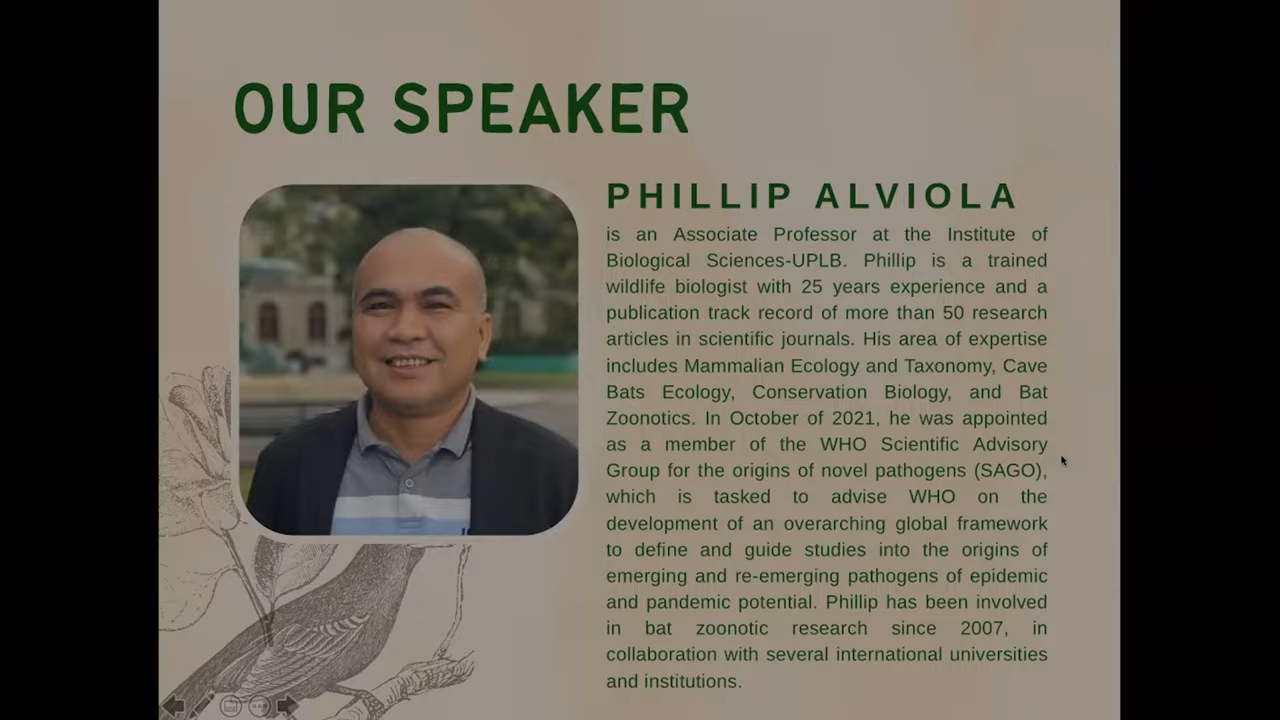 OUR SPEAKER
PHILLIP ALVIOLA
is an Associate Professor at the Institute of
Biological Sciences-UPLB. Phillip is a trained
wildlife biologist with 25 years experience and a
publication track record of more than 50 research
articles in scientific journals. His area of expertise
includes Mammalian Ecology and Taxonomy, Cave
Bats Ecology, Conservation Biology, and Bat
Zoonotics. In October of 2021, he was appointed
as a member of the WHO Scientific Advisory
Group for the origins of novel pathogens (SAGO),
which is tasked to advise WHO on the
development of an overarching global framework
to define and guide studies into the origins of
emerging and re-emerging pathogens of epidemic
and pandemic potential. Phillip has been involved
in bat zoonotic research since 2007, in
collaboration with several international universities
and institutions.